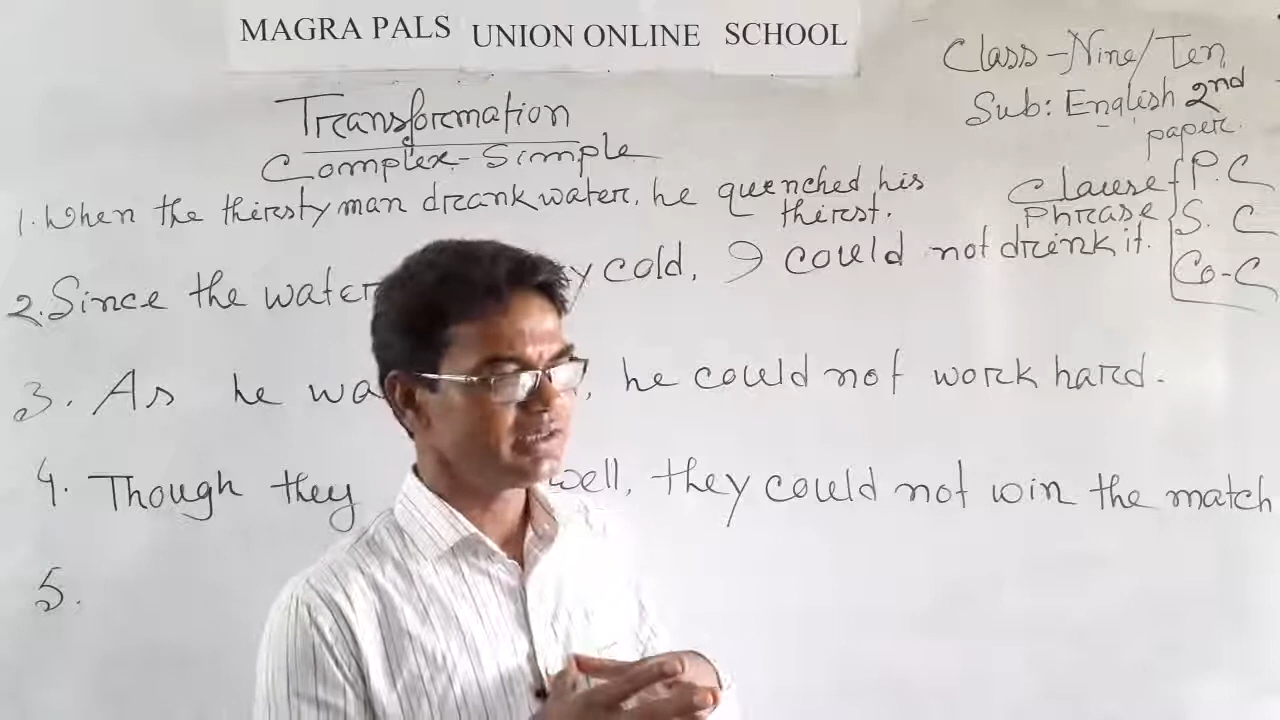 MAGRA PALS UNION ONLINE SCHOOL
Class-Nine/Ten
Sub: English 2nd
paper.
Transformation
Complex-Simple
1. When the thirsty man drank water, he quenched his
thirst.
Clause
Phrase
P.C
S. C
Co-C
2. Since the water cold, I could not drink it.
3. As he , he could not work hard.
4. Though they well, they could not win the match
5.